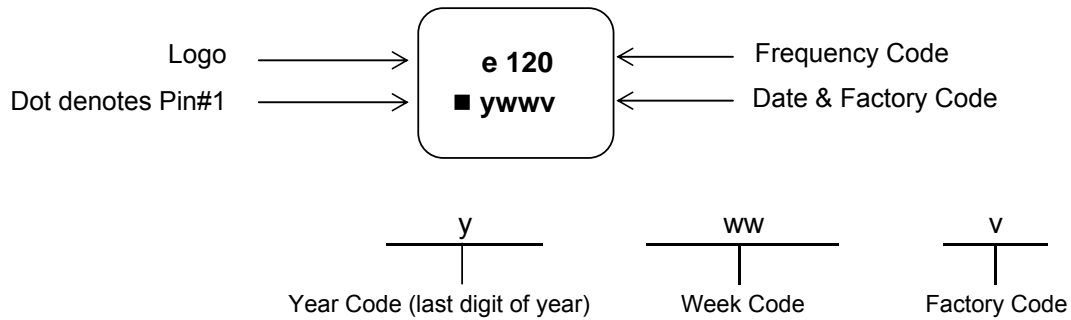 Logo e 120 Frequency Code
Dot denotes Pin#1 ■ ywwv Date & Factory Code
y ww v
Year Code (last digit of year) Week Code Factory Code